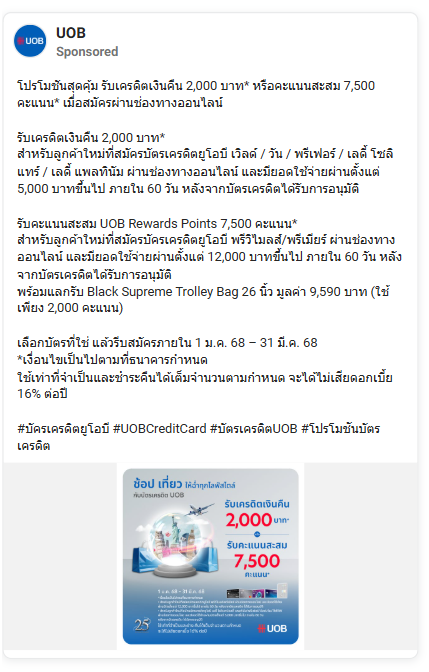 UOB
UOB
Sponsored
โปรโมชันสุดคุ้ม รับเครดิตเงินคืน 2,000 บาท* หรือคะแนนสะสม 7,500
คะแนน* เมื่อสมัครผ่านช่องทางออนไลน์
รับเครดิตเงินคืน 2,000 บาท*
สำหรับลูกค้าใหม่ที่สมัครบัตรเครดิตยูโอบี เวิลด์ / วัน / พรีเฟอร์ / เลดี้ โซลิ
แทร์ / เลดี้ แพลทินัม ผ่านช่องทางออนไลน์ และมียอดใช้จ่ายผ่านตั้งแต่
5,000 บาทขึ้นไป ภายใน 60 วัน หลังจากบัตรเครดิตได้รับการอนุมัติ
รับคะแนนสะสม UOB Rewards Points 7,500 คะแนน*
สำหรับลูกค้าใหม่ที่สมัครบัตรเครดิตยูโอบี พรีวิไมลส์/พรีเมียร์ ผ่านช่องทาง
ออนไลน์ และมียอดใช้จ่ายผ่านตั้งแต่ 12,000 บาทขึ้นไป ภายใน 60 วัน หลัง
จากบัตรเครดิตได้รับการอนุมัติ
พร้อมแลกรับ Black Supreme Trolley Bag 26 นิ้ว มูลค่า 9,590 บาท (ใช้
เพียง 2,000 คะแนน)
เลือกบัตรที่ใช่ แล้วรีบสมัครภายใน 1 ม.ค. 68 – 31 มี.ค. 68
*เงื่อนไขเป็นไปตามที่ธนาคารกำหนด
ใช้เท่าที่จำเป็นและชำระคืนได้เต็มจำนวนตามกำหนด จะได้ไม่เสียดอกเบี้ย
16% ต่อปี
#บัครเครดิตยูโอบี #UOBCreditCard #บัตรเครดิตUOB #โปรโมชันบัตร
เครดิต
ช้อป เที่ยว ให้ฉ่ำทุกไลฟ์สไตล์
กับบัตรเครดิต UOB
รับเครดิตเงินคืน
2,000 บาท*
รับคะแนนสะสม
7,500
คะแนน*
1 ม.ค. 68 - 31 มี.ค. 68
25
UOB